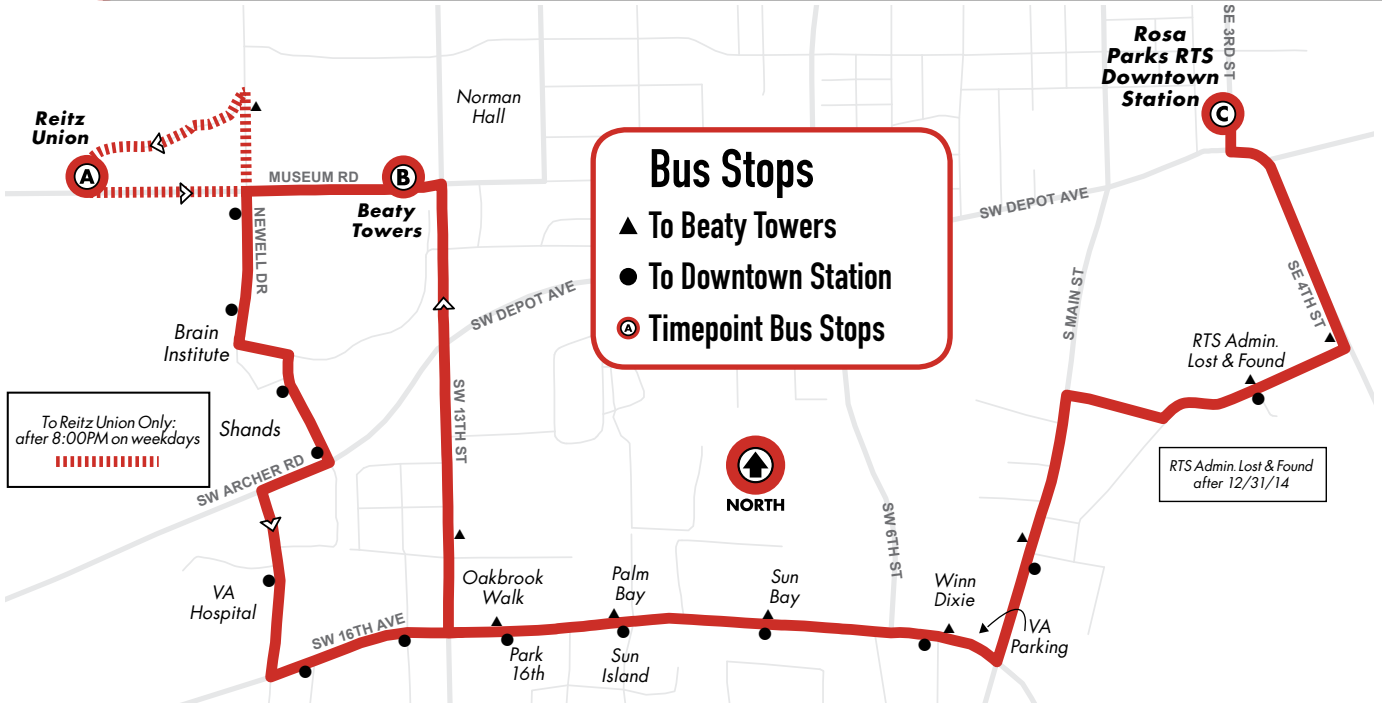 SE 3RD ST
Rosa
Parks RTS
Downtown
Station
C
Norman
Hall
Reitz
Union
A
MUSEUM RD
B
Beaty
Towers
NEWELL DR
Bus Stops
To Beaty Towers
To Downtown Station
A Timepoint Bus Stops
SW DEPOT AVE
SW DEPOT AVE
S MAIN ST
SE 4TH ST
Brain
Institute
RTS Admin.
Lost & Found
To Reitz Union Only:
after 8:00PM on weekdays
Shands
SW ARCHER RD
SW 13TH ST
NORTH
RTS Admin. Lost & Found
after 12/31/14
SW 6TH ST
VA
Hospital
Oakbrook
Walk
Palm
Bay
Sun
Bay
Winn
Dixie
SW 16TH AVE
Park
16th
Sun
Island
VA
Parking